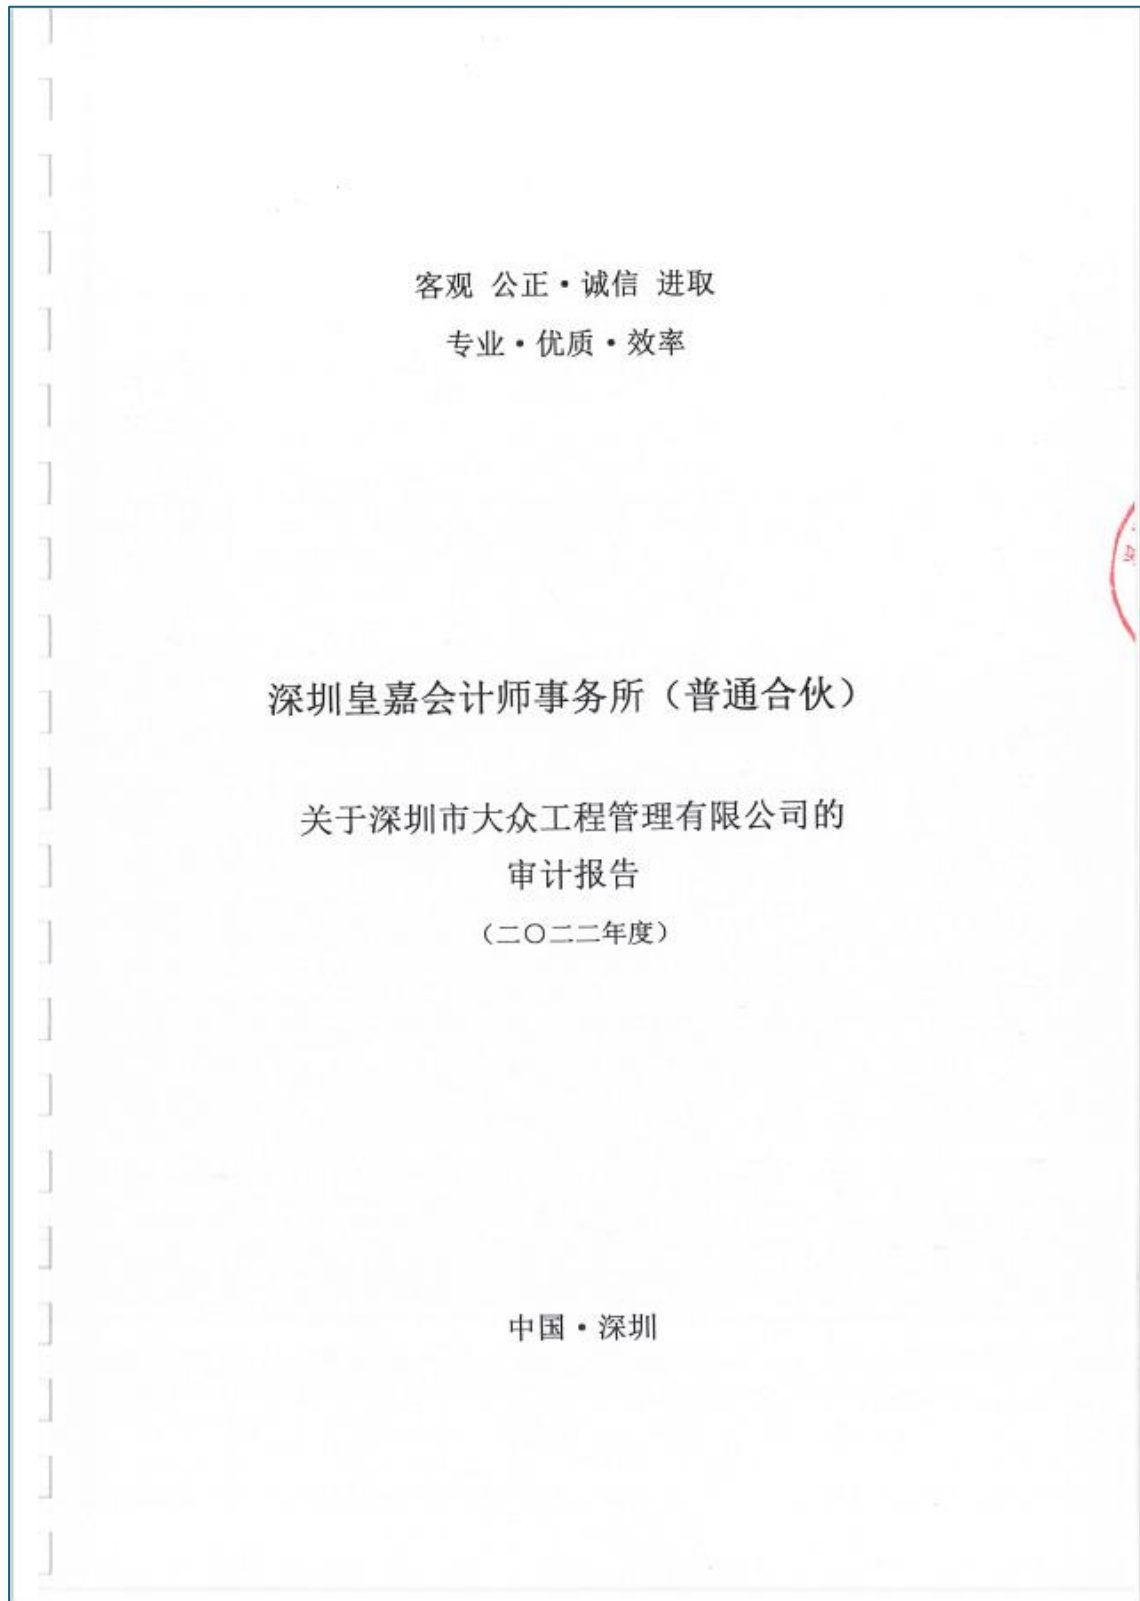 客观 公正·诚信 进取
专业·优质·效率
深圳皇嘉会计师事务所（普通合伙）
关于深圳市大众工程管理有限公司的
审计报告
（二〇二二年度）
中国·深圳